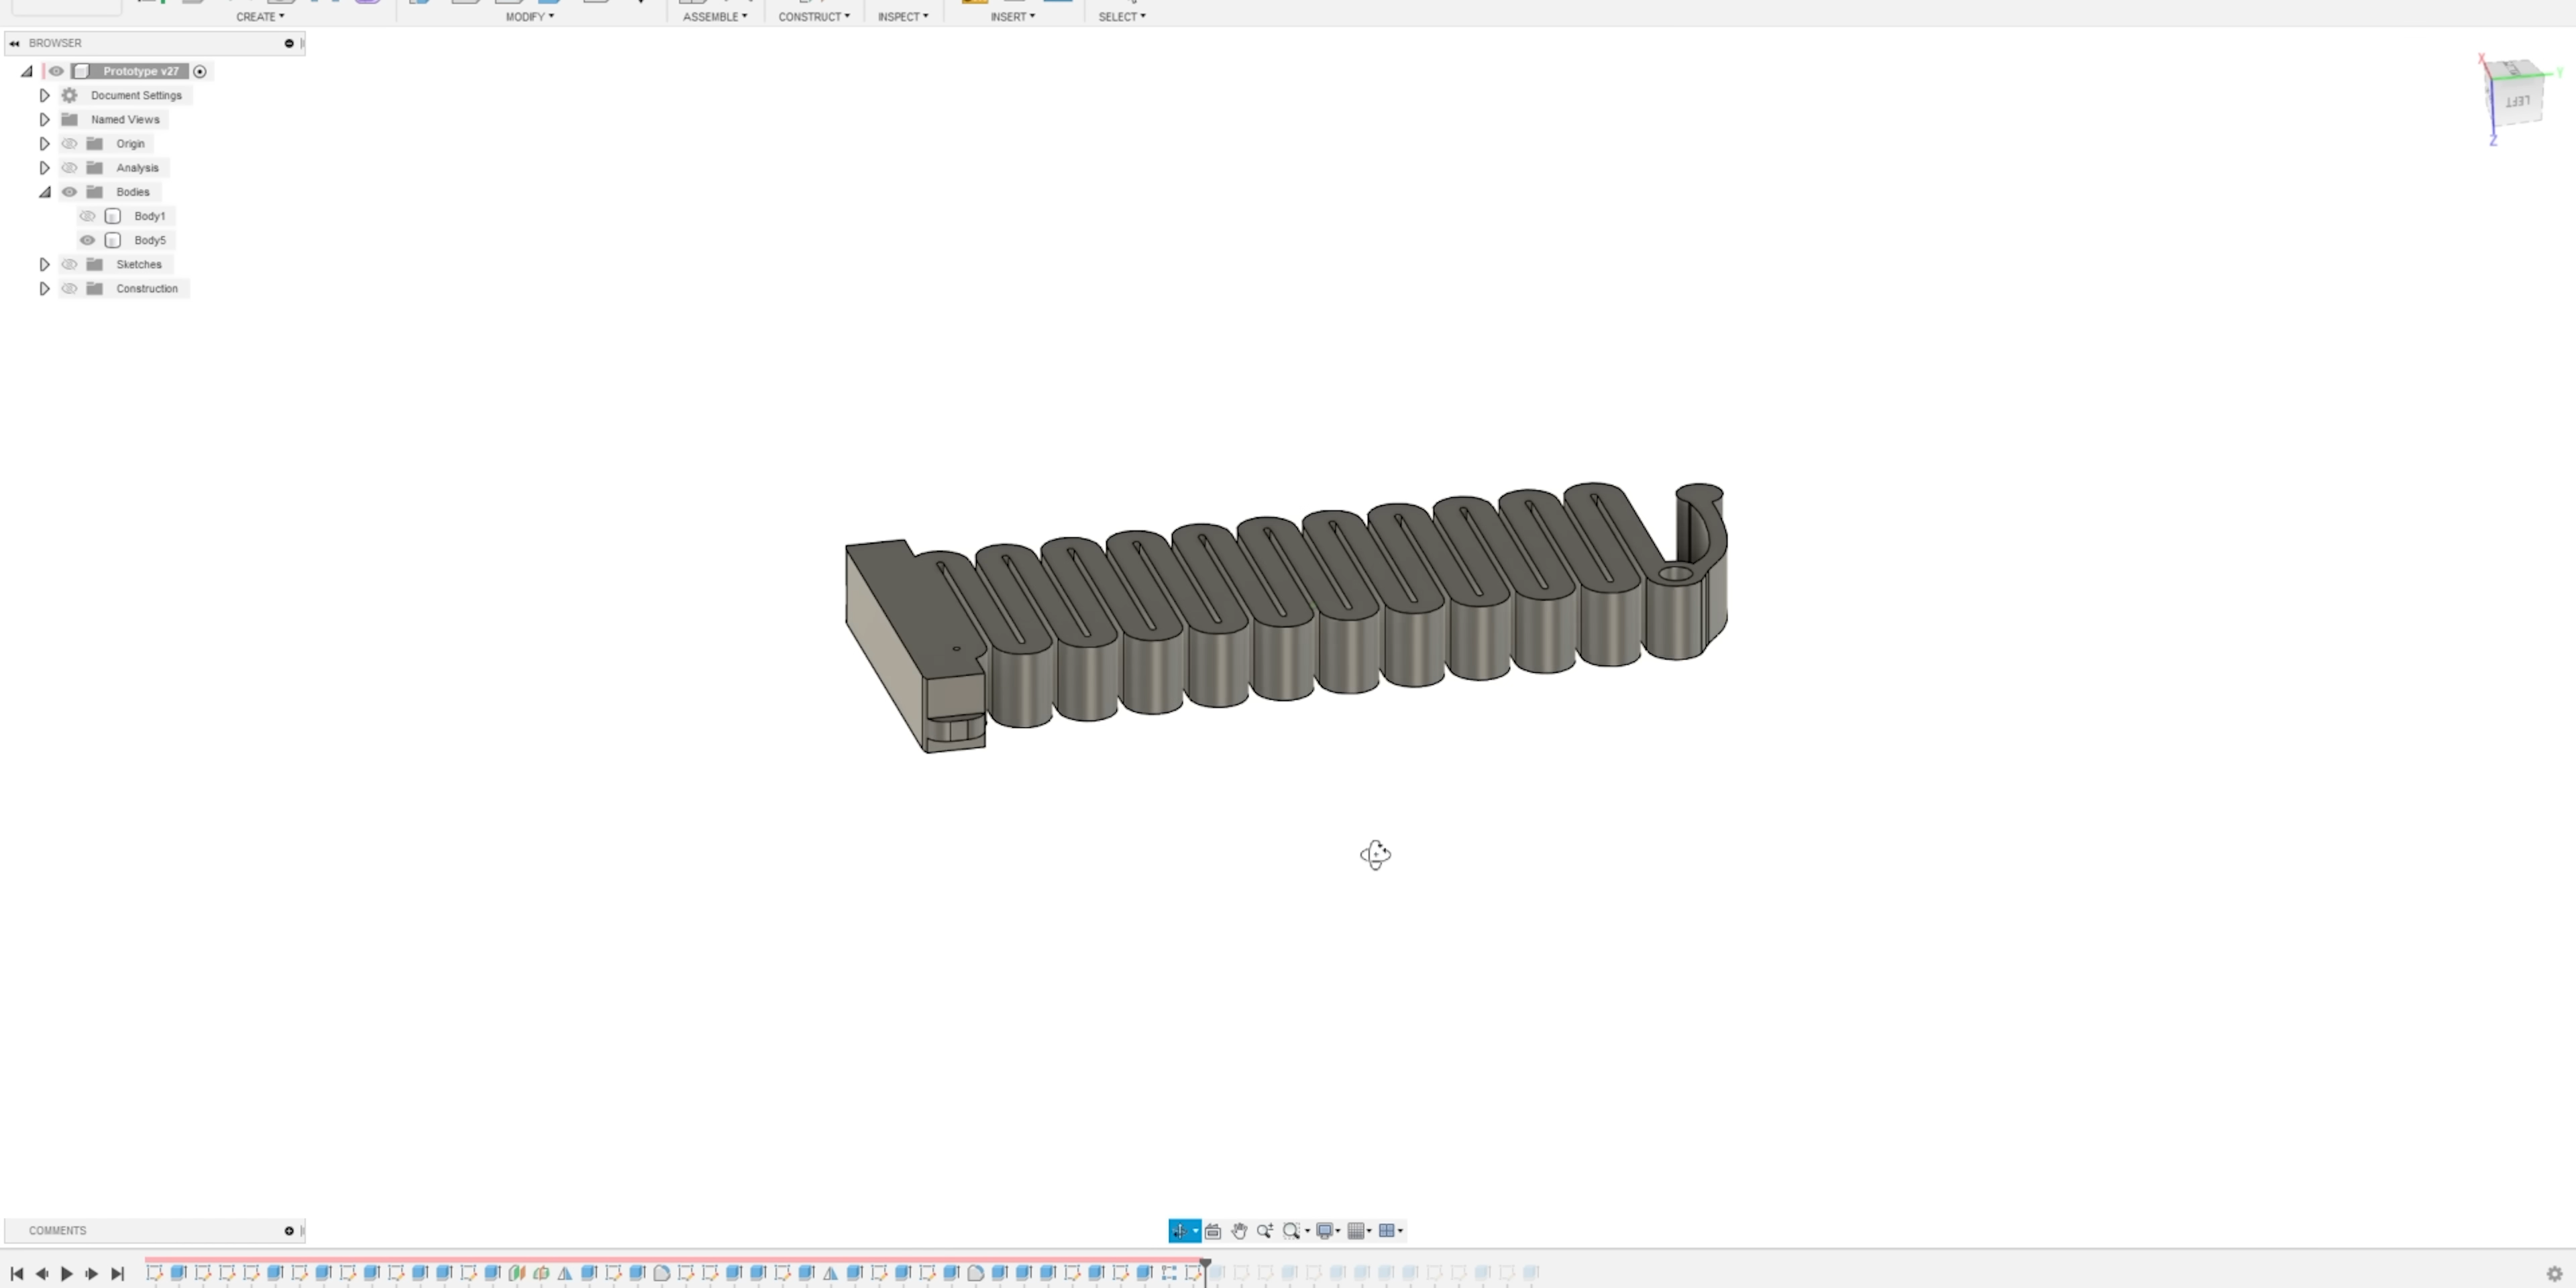 CREATE MODIFY ASSEMBLE CONSTRUCT INSPECT INSERT SELECT
BROWSER
Prototype v27
Document Settings
Named Views
Origin
Analysis
Bodies
Body1
Body5
Sketches
Construction
X
Y
LEFT
Z
COMMENTS